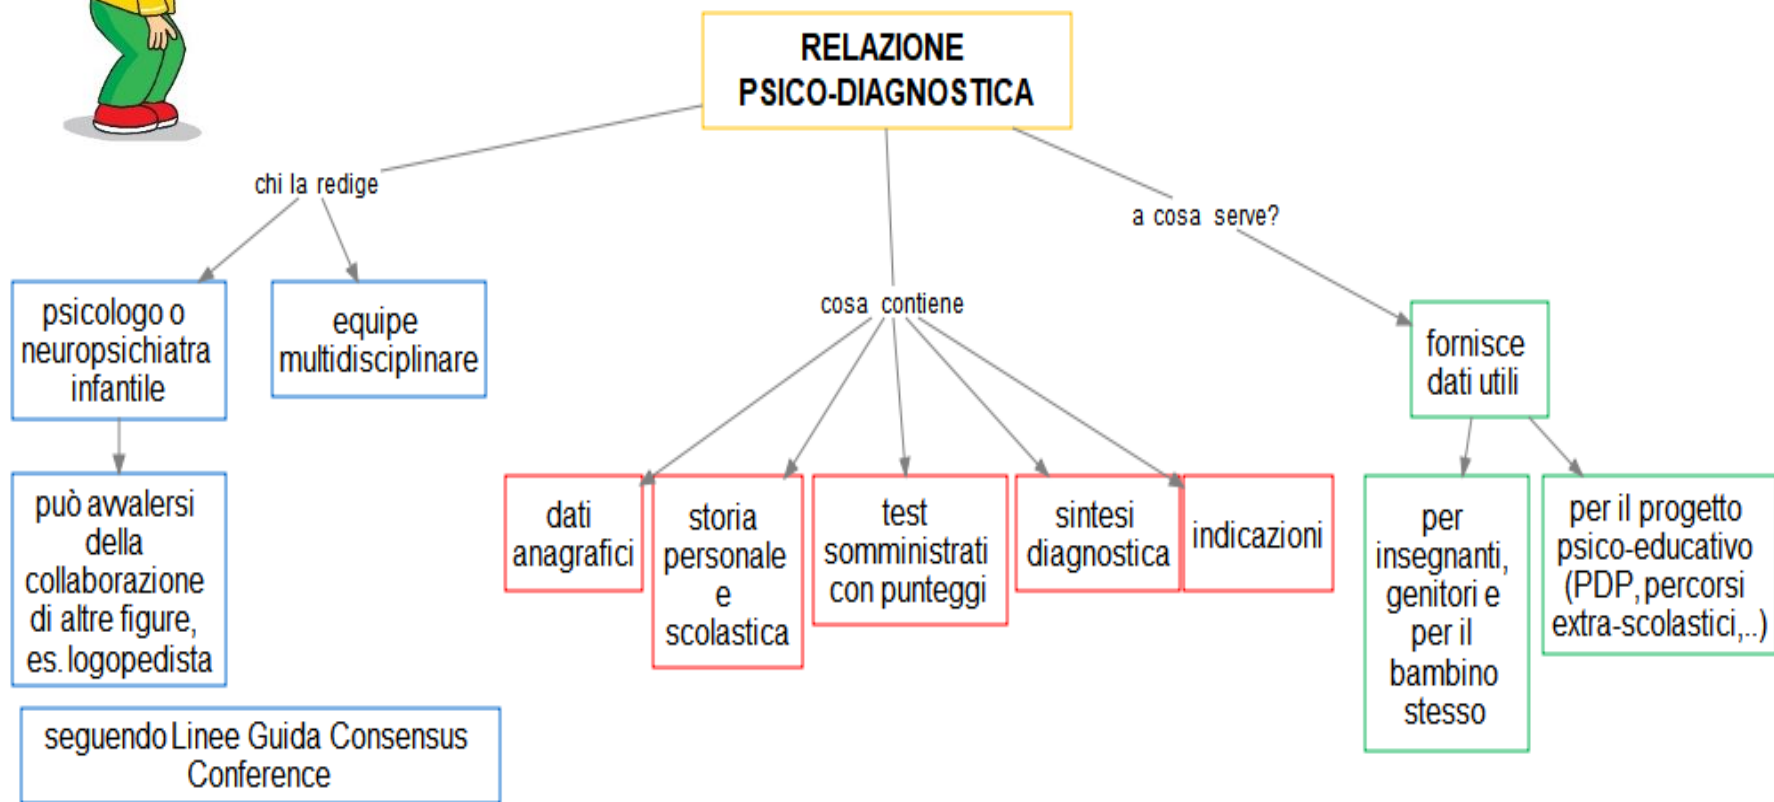 RELAZIONE
PSICO-DIAGNOSTICA
chi la redige
a cosa serve?
cosa contiene
psicologo o
neuropsichiatra
infantile
equipe
multidisciplinare
fornisce
dati utili
può avvalersi
della
collaborazione
di altre figure,
es. logopedista
dati
anagrafici
storia
personale
e
scolastica
test
somministrati
con punteggi
sintesi
diagnostica
indicazioni
per
insegnanti,
genitori e
per il
bambino
stesso
per il progetto
psico-educativo
(PDP, percorsi
extra-scolastici,..)
seguendo Linee Guida Consensus
Conference